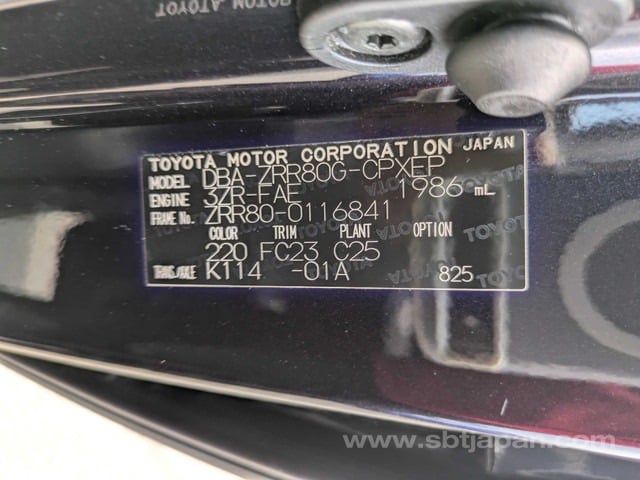 TOYOTA MOTOR CORPORATION JAPAN
MODEL DBA-ZRR80G-CPXEP
ENGINE 3ZR-FAE 1986 mL
FRAME No. ZRR80-0116841
COLOR TRIM PLANT OPTION
220 FC23 C25
TRANS/AXLE K114 -01A 825
www.sbtjapan.com